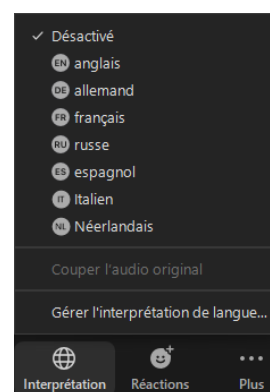 ✓ Désactivé
EN anglais
DE allemand
FR français
RU russe
ES espagnol
IT Italien
NL Néerlandais
Couper l'audio original
Gérer l'interprétation de langue...
Interprétation Réactions Plus